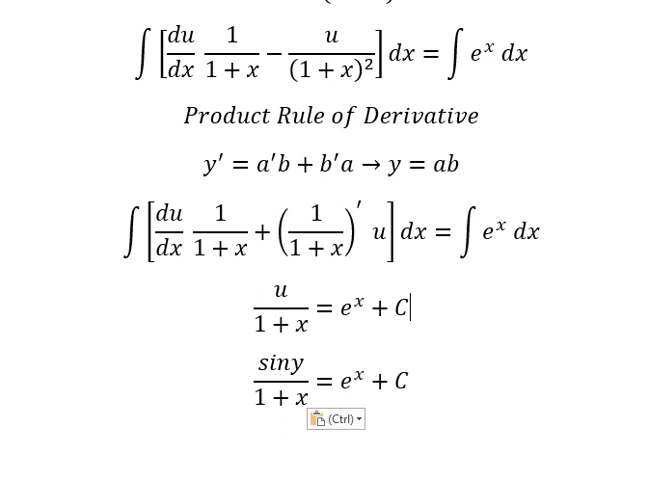 ∫ [du/dx 1/(1 + x) − u/(1 + x)²] dx = ∫ eˣ dx
Product Rule of Derivative
y′ = a′b + b′a → y = ab
∫ [du/dx 1/(1 + x) + (1/(1 + x))′ u] dx = ∫ eˣ dx
u/(1 + x) = eˣ + C
siny/(1 + x) = eˣ + C
(Ctrl)